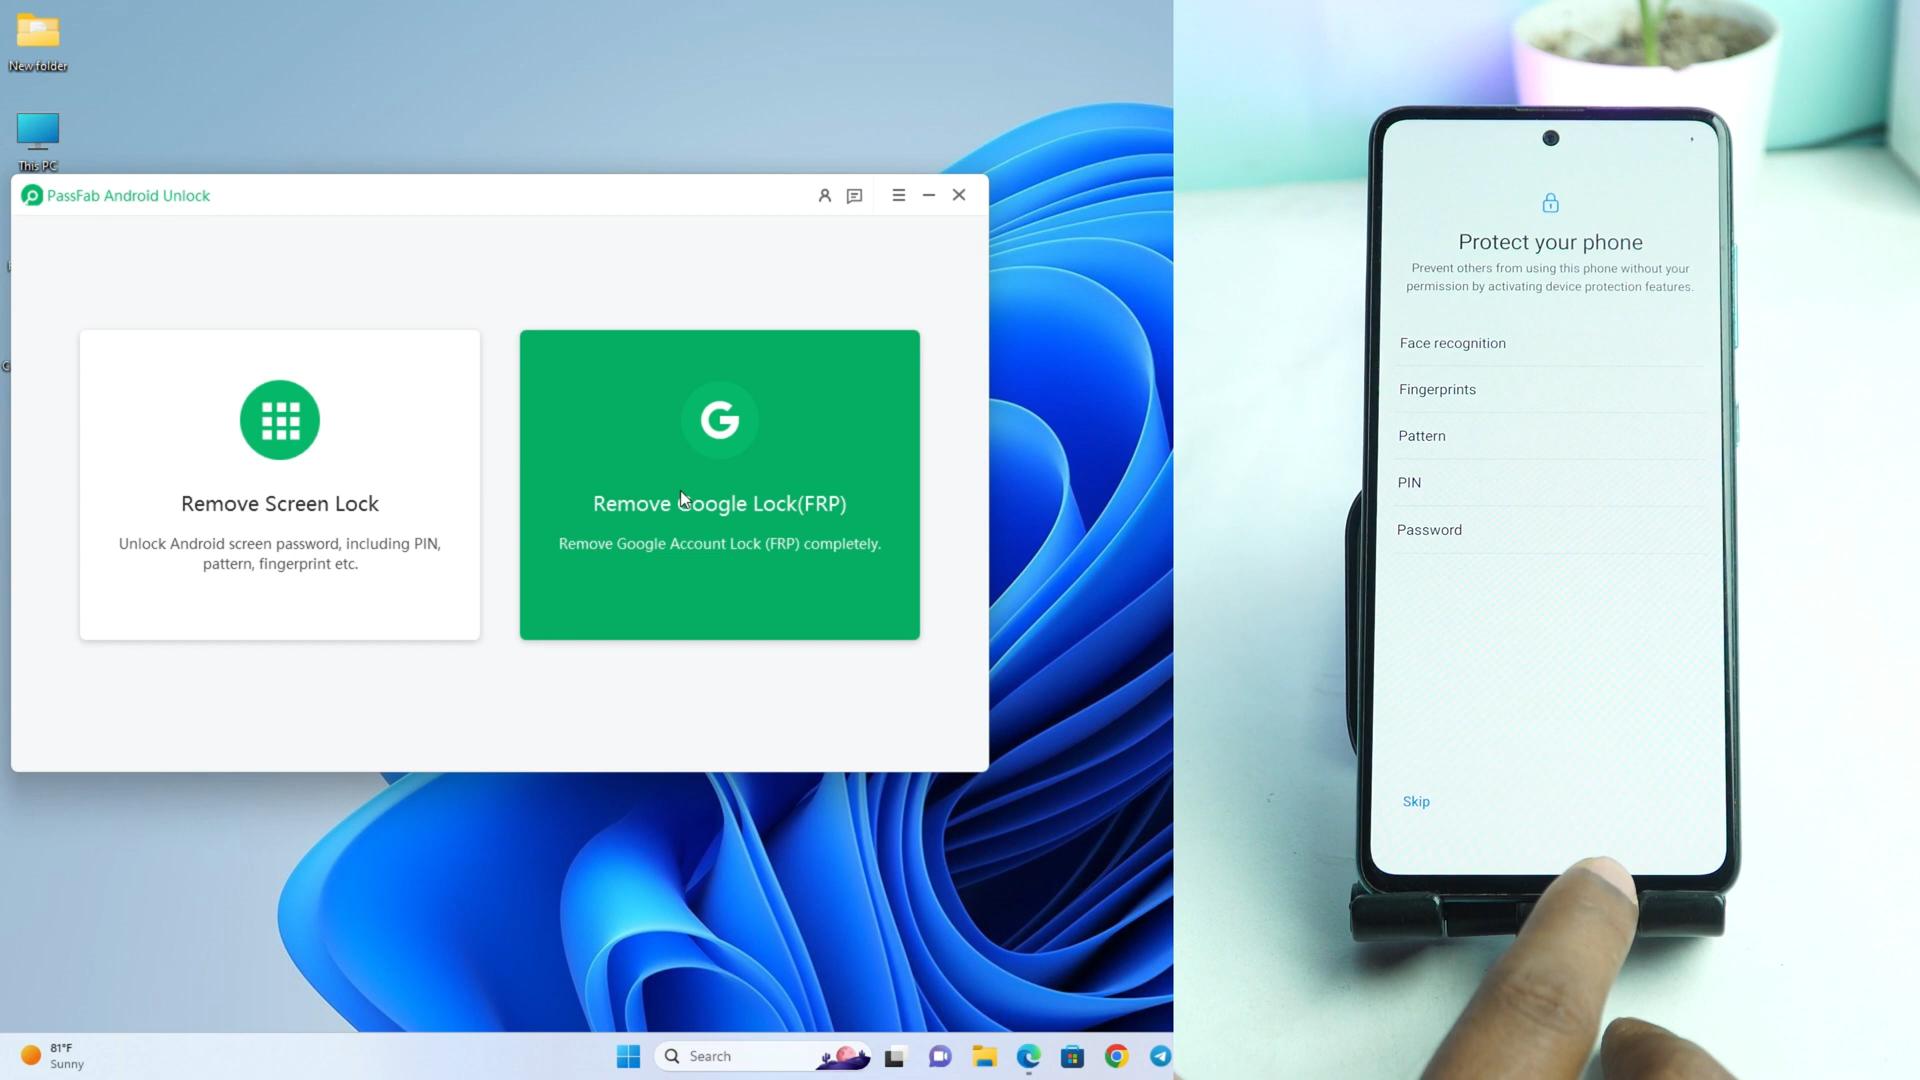 New folder
This PC
PassFab Android Unlock
Remove Screen Lock
Unlock Android screen password, including PIN,
pattern, fingerprint etc.
G
Remove Google Lock(FRP)
Remove Google Account Lock (FRP) completely.
81°F
Sunny
Search
Protect your phone
Prevent others from using this phone without your
permission by activating device protection features.
Face recognition
Fingerprints
Pattern
PIN
Password
Skip